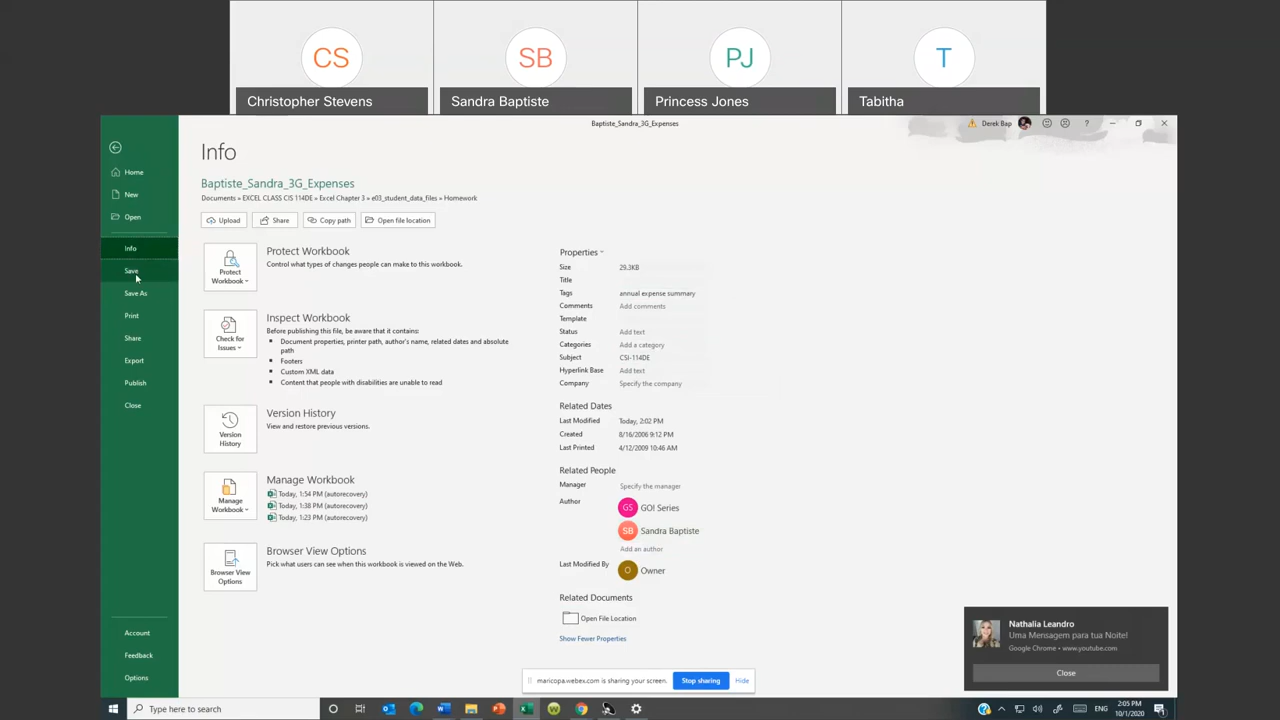 CS
SB
PJ
T
Christopher Stevens
Sandra Baptiste
Princess Jones
Tabitha
Baptiste_Sandra_3G_Expenses
Derek Bap
?
Info
Home
Baptiste_Sandra_3G_Expenses
New
Documents » EXCEL CLASS CIS 114DE » Excel Chapter 3 » e03_student_data_files » Homework
Open
Upload
Share
Copy path
Open file location
Info
Save
Save As
Print
Share
Export
Publish
Close
Account
Feedback
Options
Protect Workbook
Protect Workbook
Control what types of changes people can make to this workbook.
Check for Issues
Inspect Workbook
Before publishing this file, be aware that it contains:
Document properties, printer path, author's name, related dates and absolute
path
Footers
Custom XML data
Content that people with disabilities are unable to read
Version History
Version History
View and restore previous versions.
Manage Workbook
Manage Workbook
Today, 1:54 PM (autorecovery)
Today, 1:38 PM (autorecovery)
Today, 1:23 PM (autorecovery)
Browser View Options
Browser View Options
Pick what users can see when this workbook is viewed on the Web.
Properties
Size 29.3KB
Title
Tags annual expense summary
Comments Add comments
Template
Status Add text
Categories Add a category
Subject CSI-114DE
Hyperlink Base Add text
Company Specify the company
Related Dates
Last Modified Today, 2:02 PM
Created 8/16/2006 9:12 PM
Last Printed 4/12/2009 10:46 AM
Related People
Manager Specify the manager
Author GS GO! Series
SB Sandra Baptiste
Add an author
Last Modified By O Owner
Related Documents
Open File Location
Show Fewer Properties
Nathalia Leandro
Uma Mensagem para tua Noite!
Google Chrome • www.youtube.com
Close
maricopa.webex.com is sharing your screen.
Stop sharing
Hide
Type here to search
ENG
2:05 PM
10/1/2020